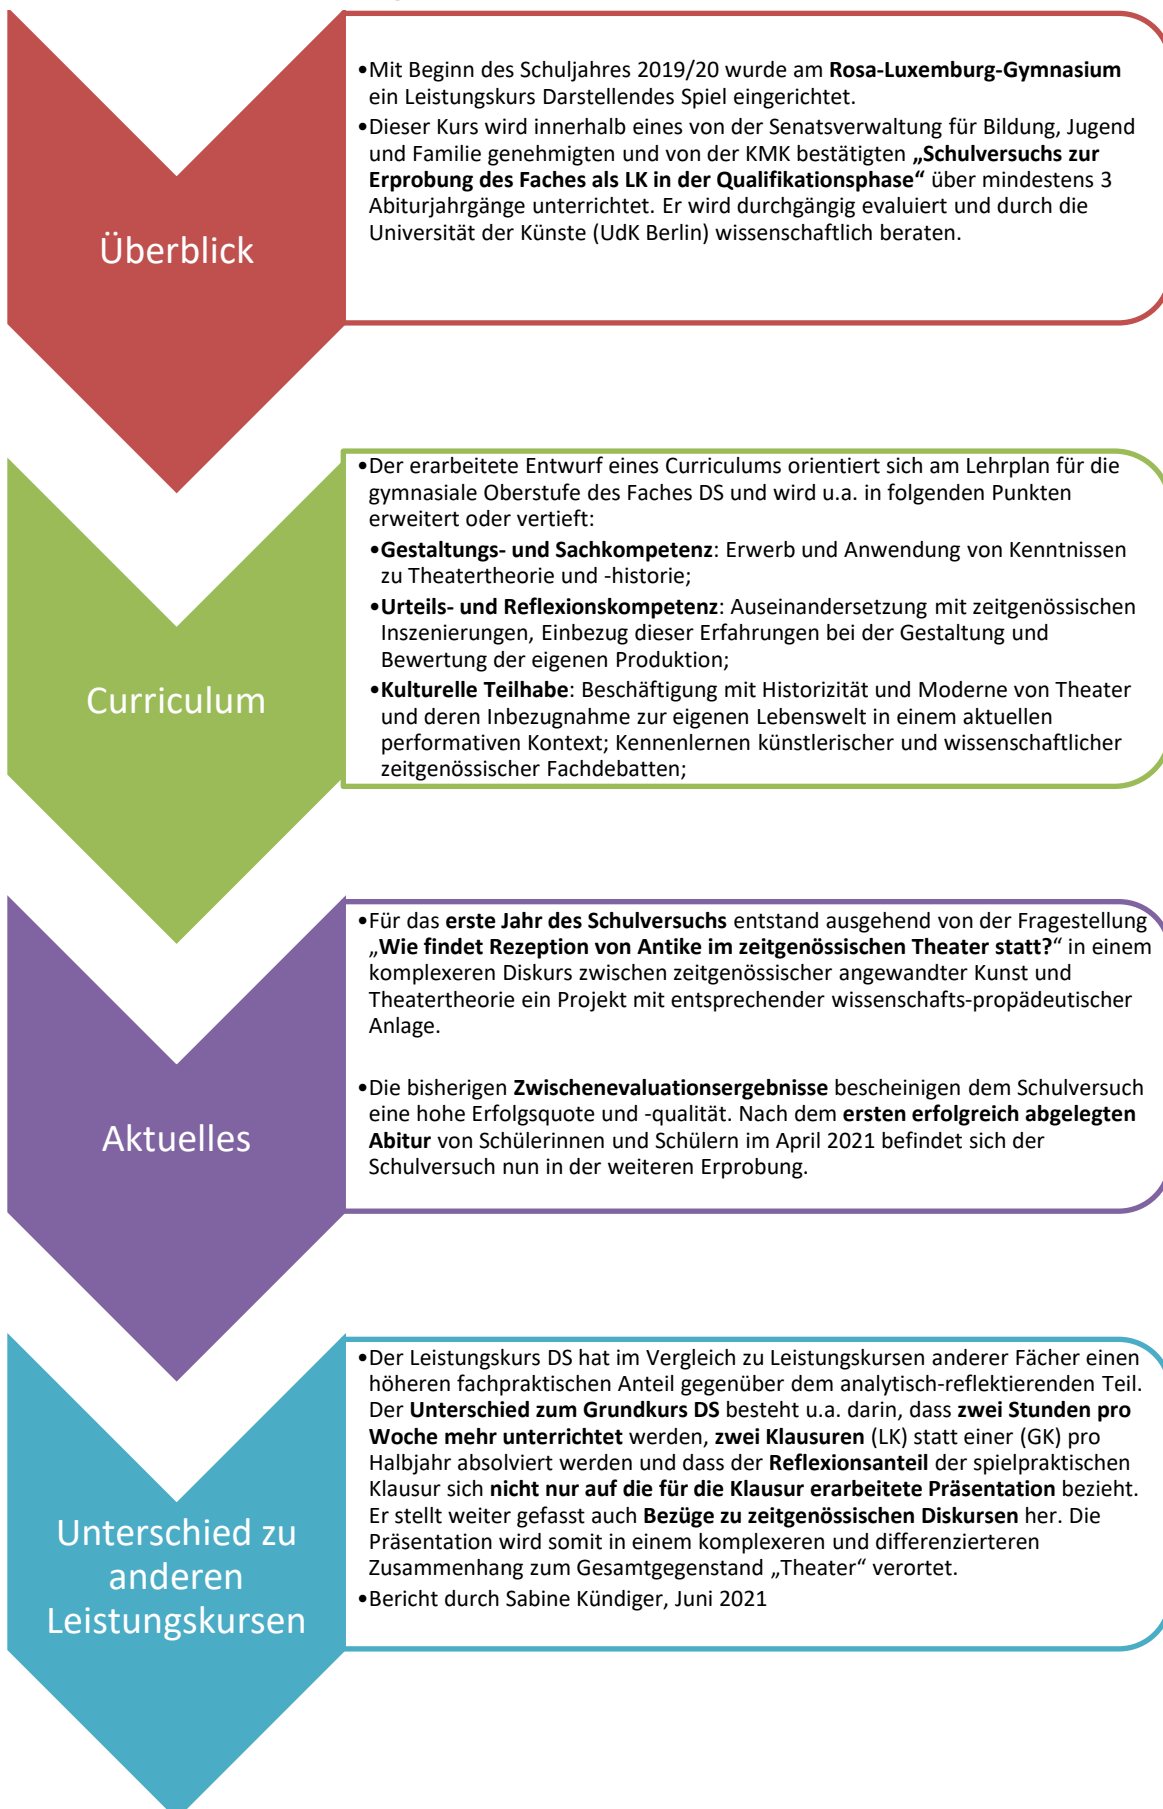 Überblick
•Mit Beginn des Schuljahres 2019/20 wurde am Rosa-Luxemburg-Gymnasium
ein Leistungskurs Darstellendes Spiel eingerichtet.
•Dieser Kurs wird innerhalb eines von der Senatsverwaltung für Bildung, Jugend
und Familie genehmigten und von der KMK bestätigten „Schulversuchs zur
Erprobung des Faches als LK in der Qualifikationsphase“ über mindestens 3
Abiturjahrgänge unterrichtet. Er wird durchgängig evaluiert und durch die
Universität der Künste (UdK Berlin) wissenschaftlich beraten.
Curriculum
•Der erarbeitete Entwurf eines Curriculums orientiert sich am Lehrplan für die
gymnasiale Oberstufe des Faches DS und wird u.a. in folgenden Punkten
erweitert oder vertieft:
•Gestaltungs- und Sachkompetenz: Erwerb und Anwendung von Kenntnissen
zu Theatertheorie und -historie;
•Urteils- und Reflexionskompetenz: Auseinandersetzung mit zeitgenössischen
Inszenierungen, Einbezug dieser Erfahrungen bei der Gestaltung und
Bewertung der eigenen Produktion;
•Kulturelle Teilhabe: Beschäftigung mit Historizität und Moderne von Theater
und deren Inbezugnahme zur eigenen Lebenswelt in einem aktuellen
performativen Kontext; Kennenlernen künstlerischer und wissenschaftlicher
zeitgenössischer Fachdebatten;
Aktuelles
•Für das erste Jahr des Schulversuchs entstand ausgehend von der Fragestellung
„Wie findet Rezeption von Antike im zeitgenössischen Theater statt?“ in einem
komplexeren Diskurs zwischen zeitgenössischer angewandter Kunst und
Theatertheorie ein Projekt mit entsprechender wissenschafts-propädeutischer
Anlage.
•Die bisherigen Zwischenevaluationsergebnisse bescheinigen dem Schulversuch
eine hohe Erfolgsquote und -qualität. Nach dem ersten erfolgreich abgelegten
Abitur von Schülerinnen und Schülern im April 2021 befindet sich der
Schulversuch nun in der weiteren Erprobung.
Unterschied zu
anderen
Leistungskursen
•Der Leistungskurs DS hat im Vergleich zu Leistungskursen anderer Fächer einen
höheren fachpraktischen Anteil gegenüber dem analytisch-reflektierenden Teil.
Der Unterschied zum Grundkurs DS besteht u.a. darin, dass zwei Stunden pro
Woche mehr unterrichtet werden, zwei Klausuren (LK) statt einer (GK) pro
Halbjahr absolviert werden und dass der Reflexionsanteil der spielpraktischen
Klausur sich nicht nur auf die für die Klausur erarbeitete Präsentation bezieht.
Er stellt weiter gefasst auch Bezüge zu zeitgenössischen Diskursen her. Die
Präsentation wird somit in einem komplexeren und differenzierteren
Zusammenhang zum Gesamtgegenstand „Theater“ verortet.
•Bericht durch Sabine Kündiger, Juni 2021